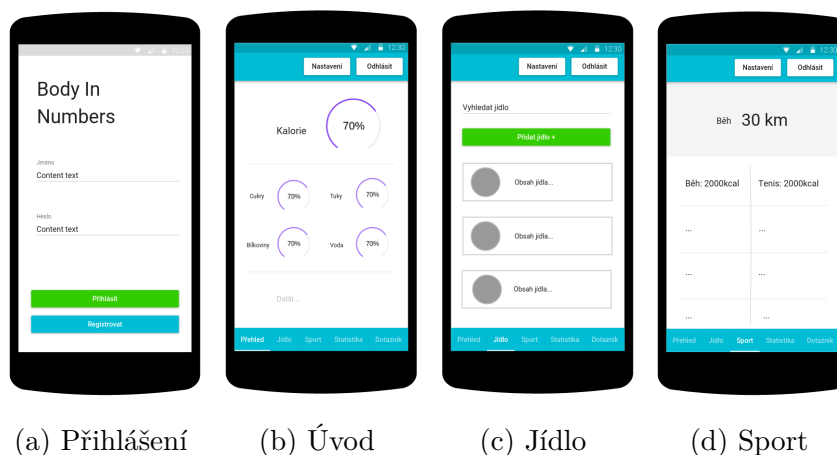 12:30
Body In
Numbers
Jméno
Content text
Heslo
Content text
Přihlásit
Registrovat
(a) Přihlášení
12:30
Nastavení Odhlásit
Kalorie 70%
Cukry 70% Tuky 70%
Bílkoviny 70% Voda 70%
Další...
Přehled Jídlo Sport Statistika Dotazník
(b) Úvod
12:30
Nastavení Odhlásit
Vyhledat jídlo
Přidat jídlo +
Obsah jídla...
Obsah jídla...
Obsah jídla...
Přehled Jídlo Sport Statistika Dotazník
(c) Jídlo
12:30
Nastavení Odhlásit
Běh 30 km
Běh: 2000kcal Tenis: 2000kcal
... ...
... ...
... ...
Přehled Jídlo Sport Statistika Dotazník
(d) Sport